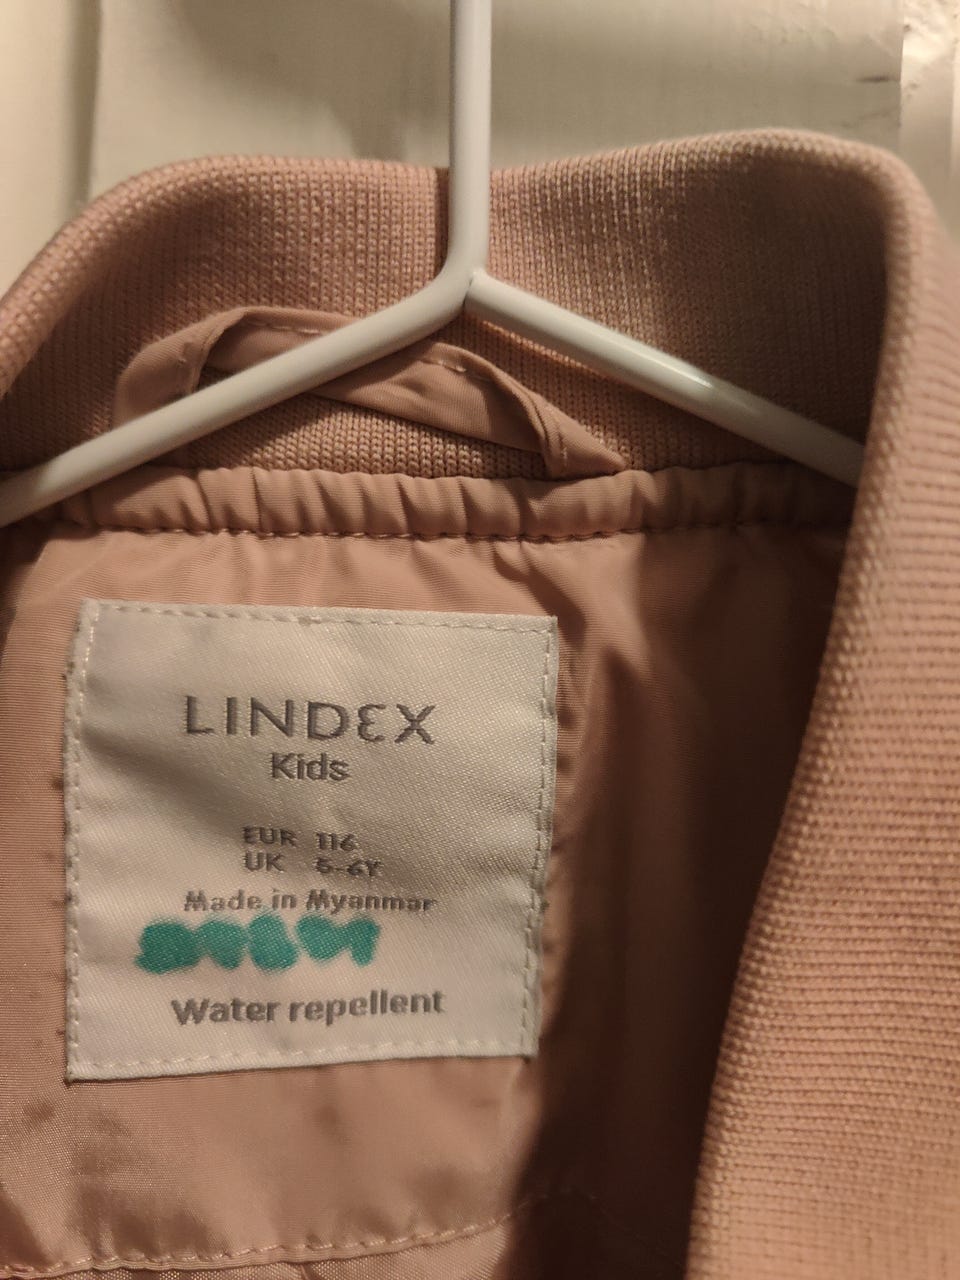 LINDEX
Kids
EUR 116
UK 5-6Y
Made in Myanmar
Water repellent